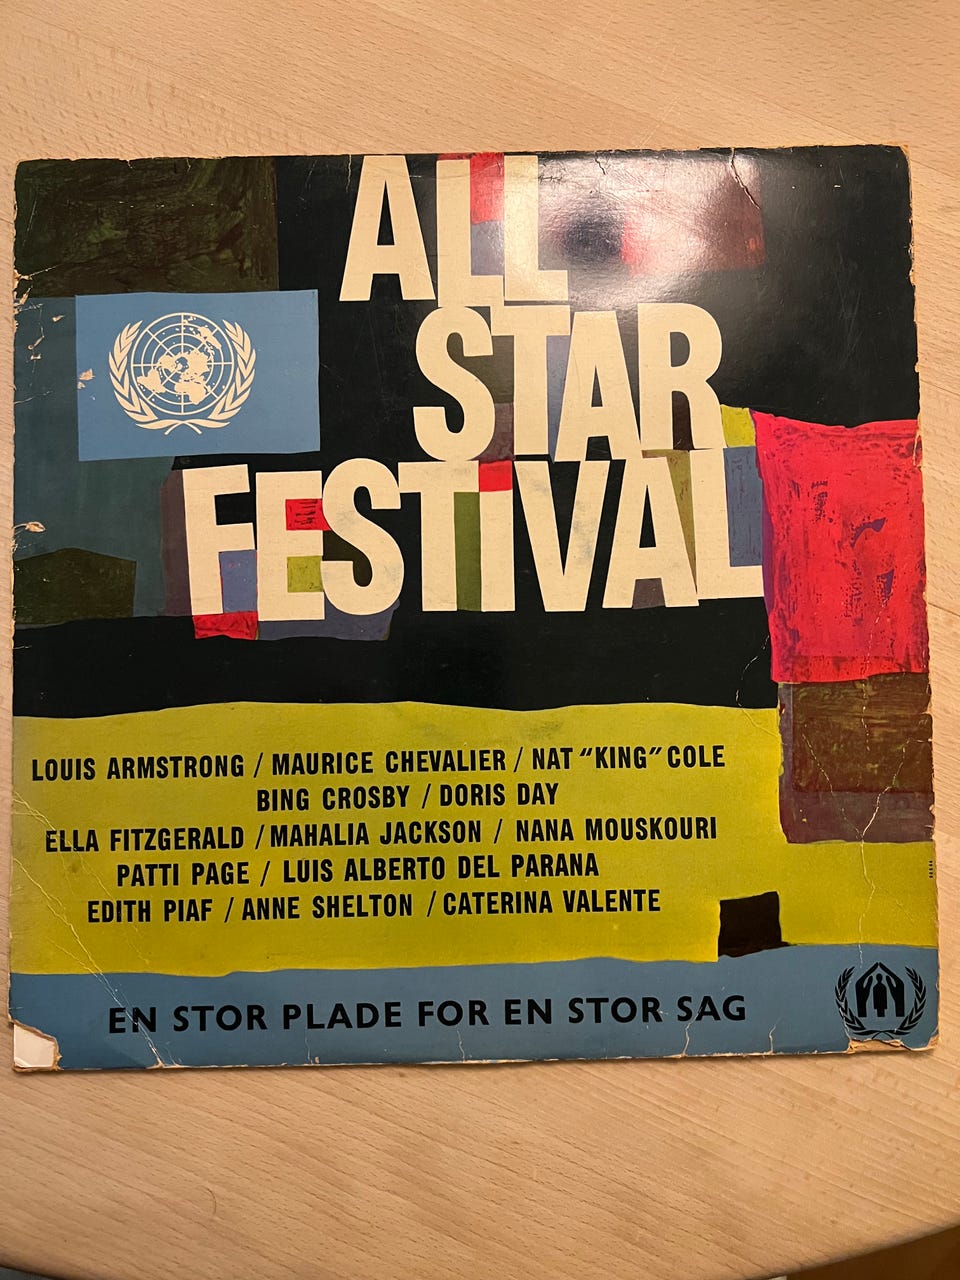 ALL
STAR
FESTiVAL
LOUIS ARMSTRONG / MAURICE CHEVALIER / NAT “KING” COLE
BING CROSBY / DORIS DAY
ELLA FITZGERALD / MAHALIA JACKSON / NANA MOUSKOURI
PATTI PAGE / LUIS ALBERTO DEL PARANA
EDITH PIAF / ANNE SHELTON / CATERINA VALENTE
EN STOR PLADE FOR EN STOR SAG